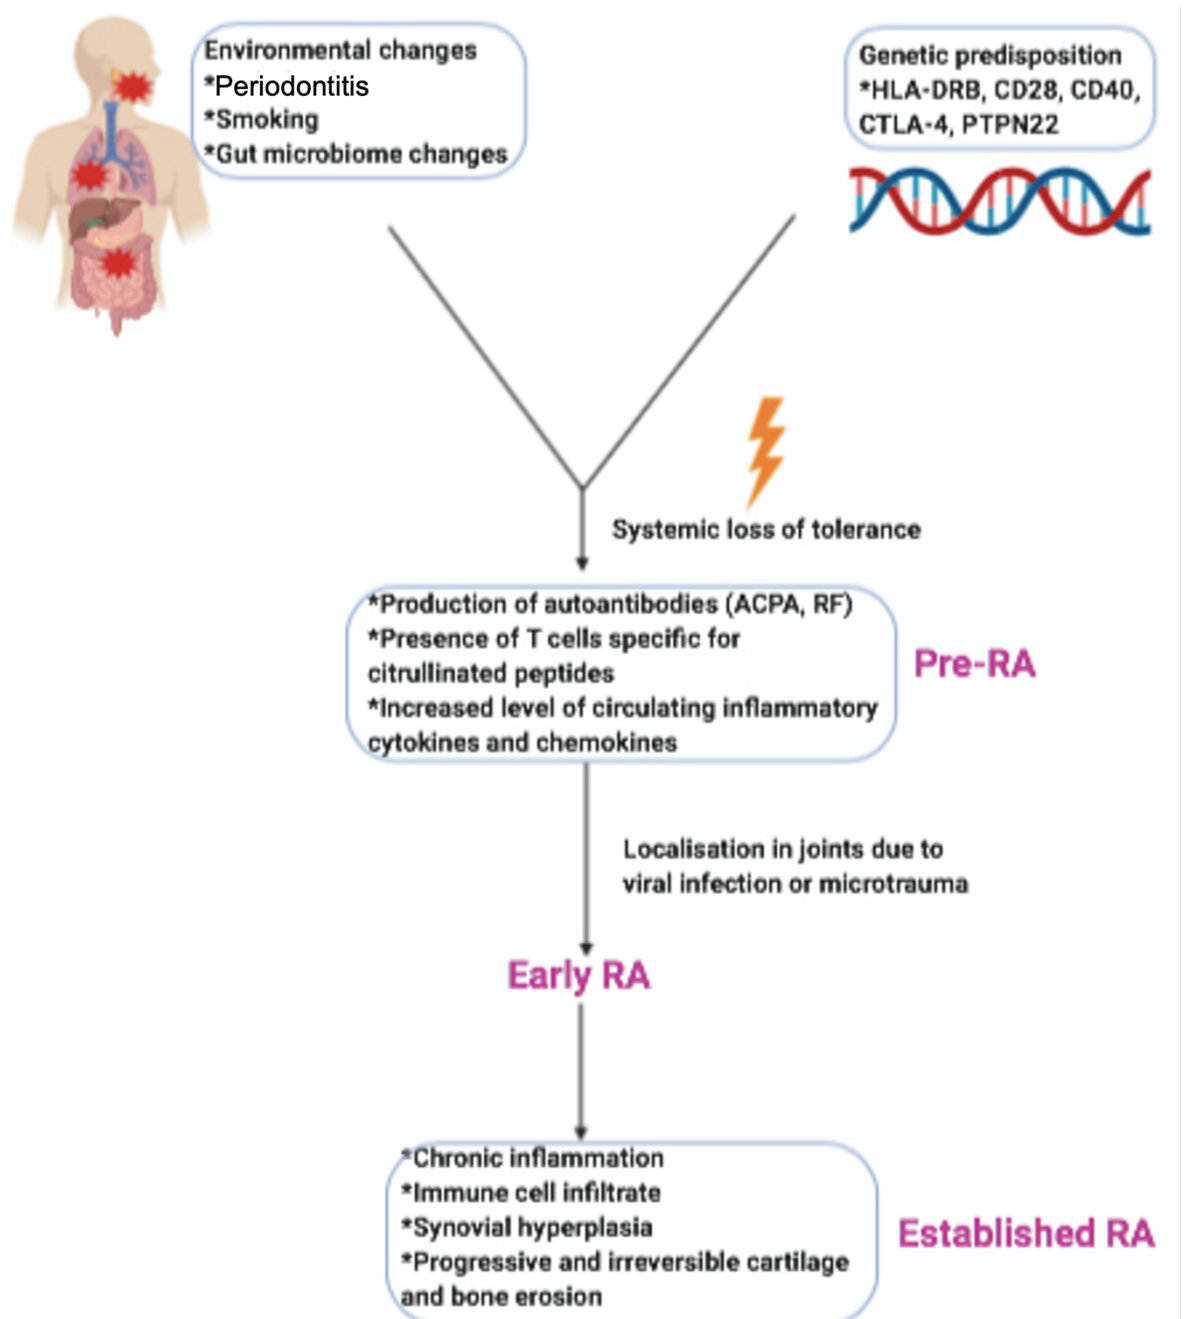 Environmental changes
*Periodontitis
*Smoking
*Gut microbiome changes
Genetic predisposition
*HLA-DRB, CD28, CD40,
CTLA-4, PTPN22
Systemic loss of tolerance
*Production of autoantibodies (ACPA, RF)
*Presence of T cells specific for
citrullinated peptides
*Increased level of circulating inflammatory
cytokines and chemokines
Pre-RA
Localisation in joints due to
viral infection or microtrauma
Early RA
*Chronic inflammation
*Immune cell infiltrate
*Synovial hyperplasia
*Progressive and irreversible cartilage
and bone erosion
Established RA